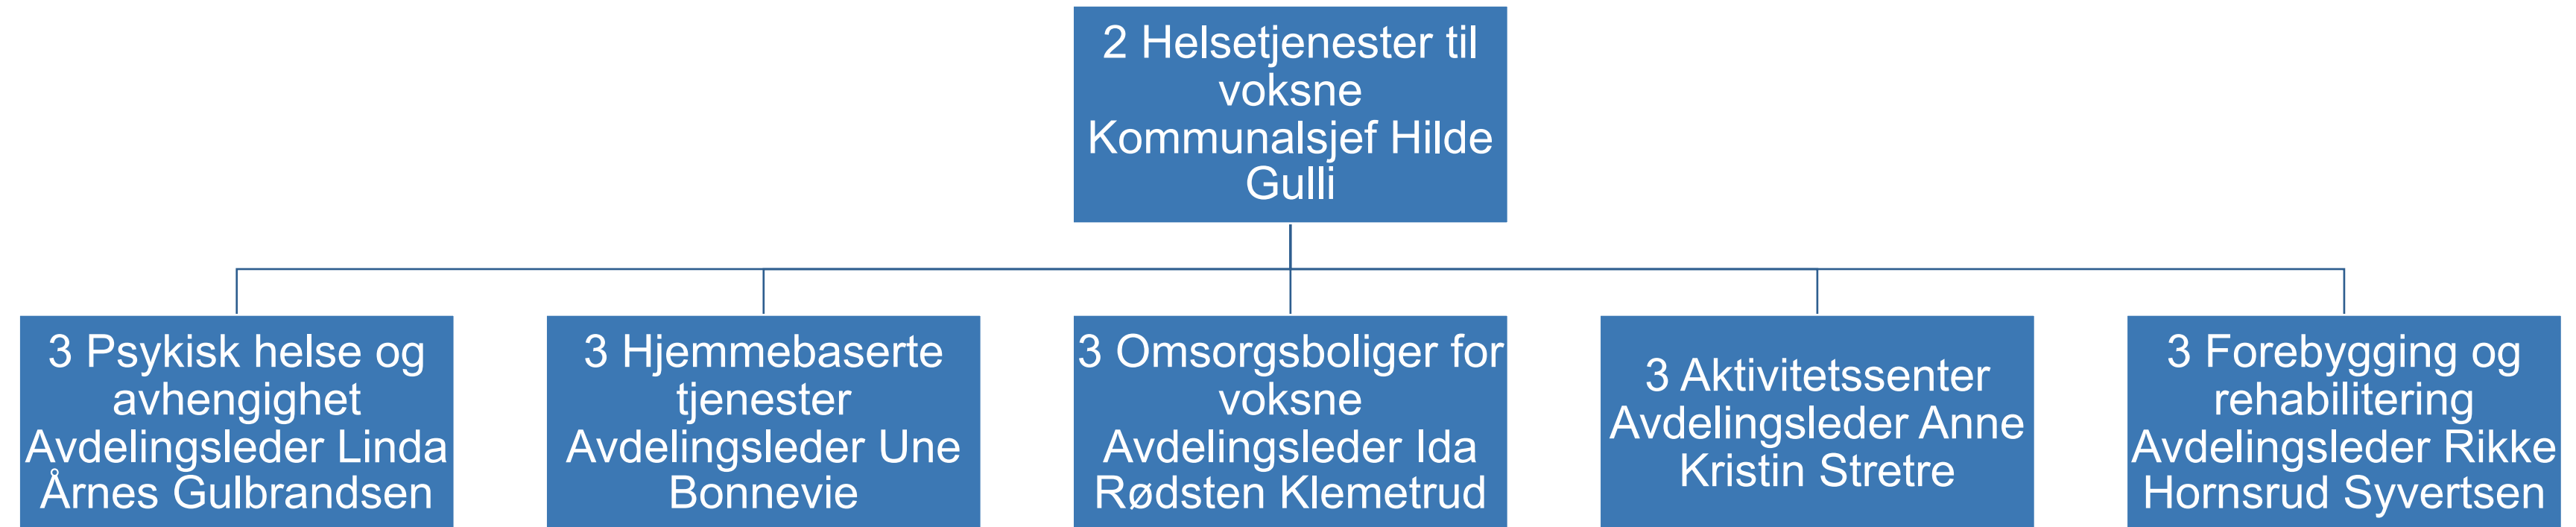 2 Helsetjenester til
voksne
Kommunalsjef Hilde
Gulli
3 Psykisk helse og
avhengighet
Avdelingsleder Linda
Årnes Gulbrandsen
3 Hjemmebaserte
tjenester
Avdelingsleder Une
Bonnevie
3 Omsorgsboliger for
voksne
Avdelingsleder Ida
Rødsten Klemetrud
3 Aktivitetssenter
Avdelingsleder Anne
Kristin Stretre
3 Forebygging og
rehabilitering
Avdelingsleder Rikke
Hornsrud Syvertsen